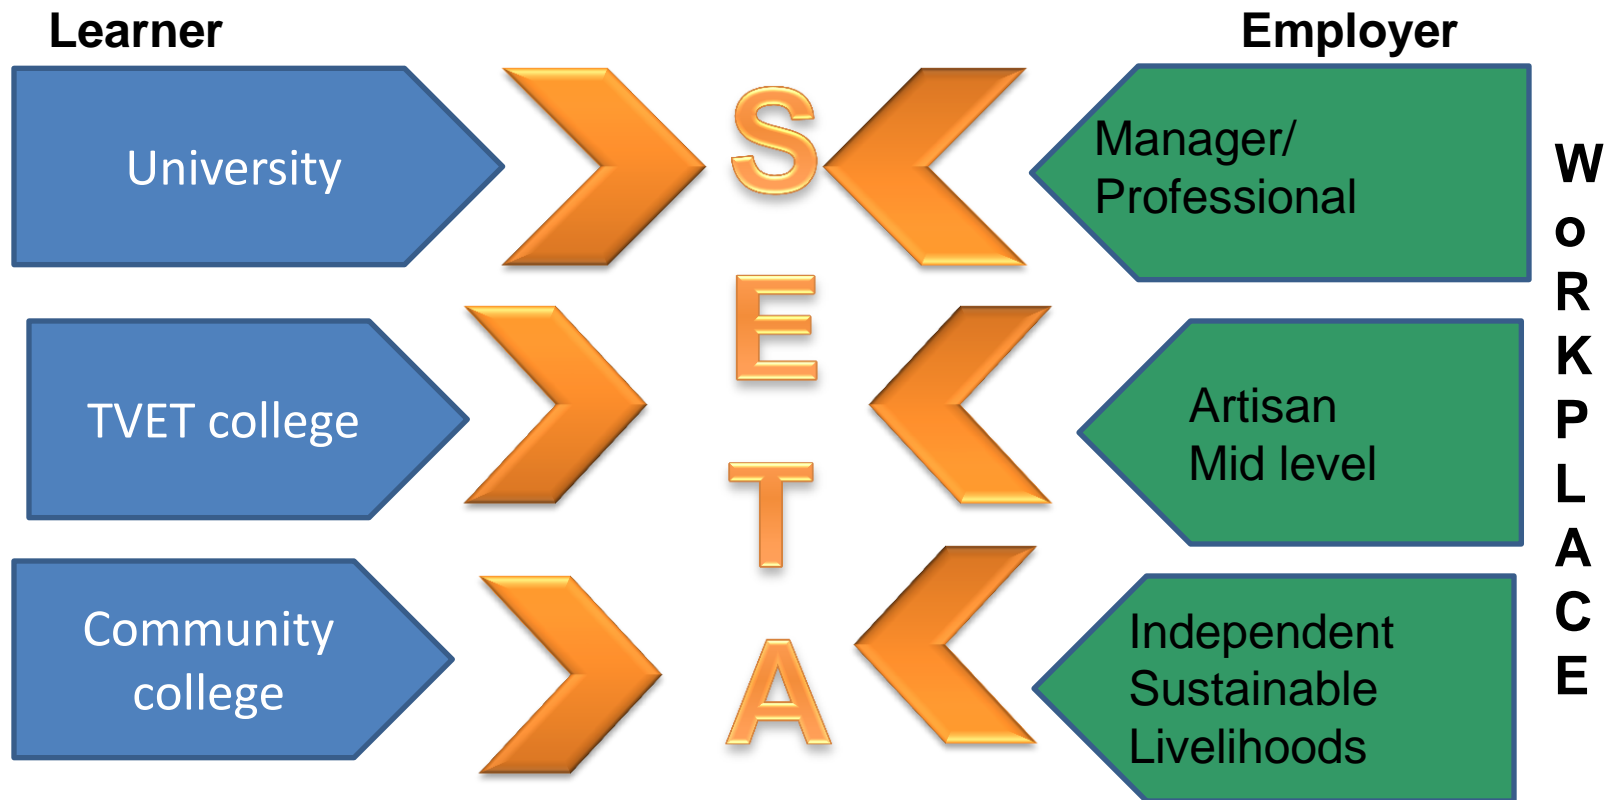 Learner
Employer
University
TVET college
Community
college
S
E
T
A
Manager/
Professional
Artisan
Mid level
Independent
Sustainable
Livelihoods
W
o
R
K
P
L
A
C
E